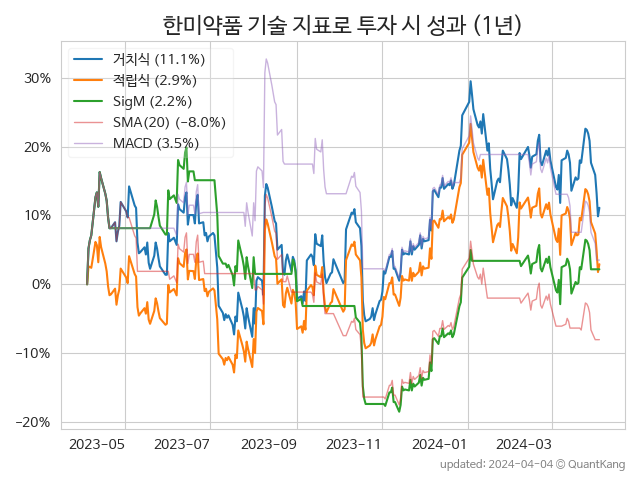 한미약품 기술 지표로 투자 시 성과 (1년)
거치식 (11.1%)
적립식 (2.9%)
SigM (2.2%)
SMA(20) (−8.0%)
MACD (3.5%)
30%
20%
10%
0%
−10%
−20%
2023-05 2023-07 2023-09 2023-11 2024-01 2024-03
updated: 2024-04-04 © QuantKang